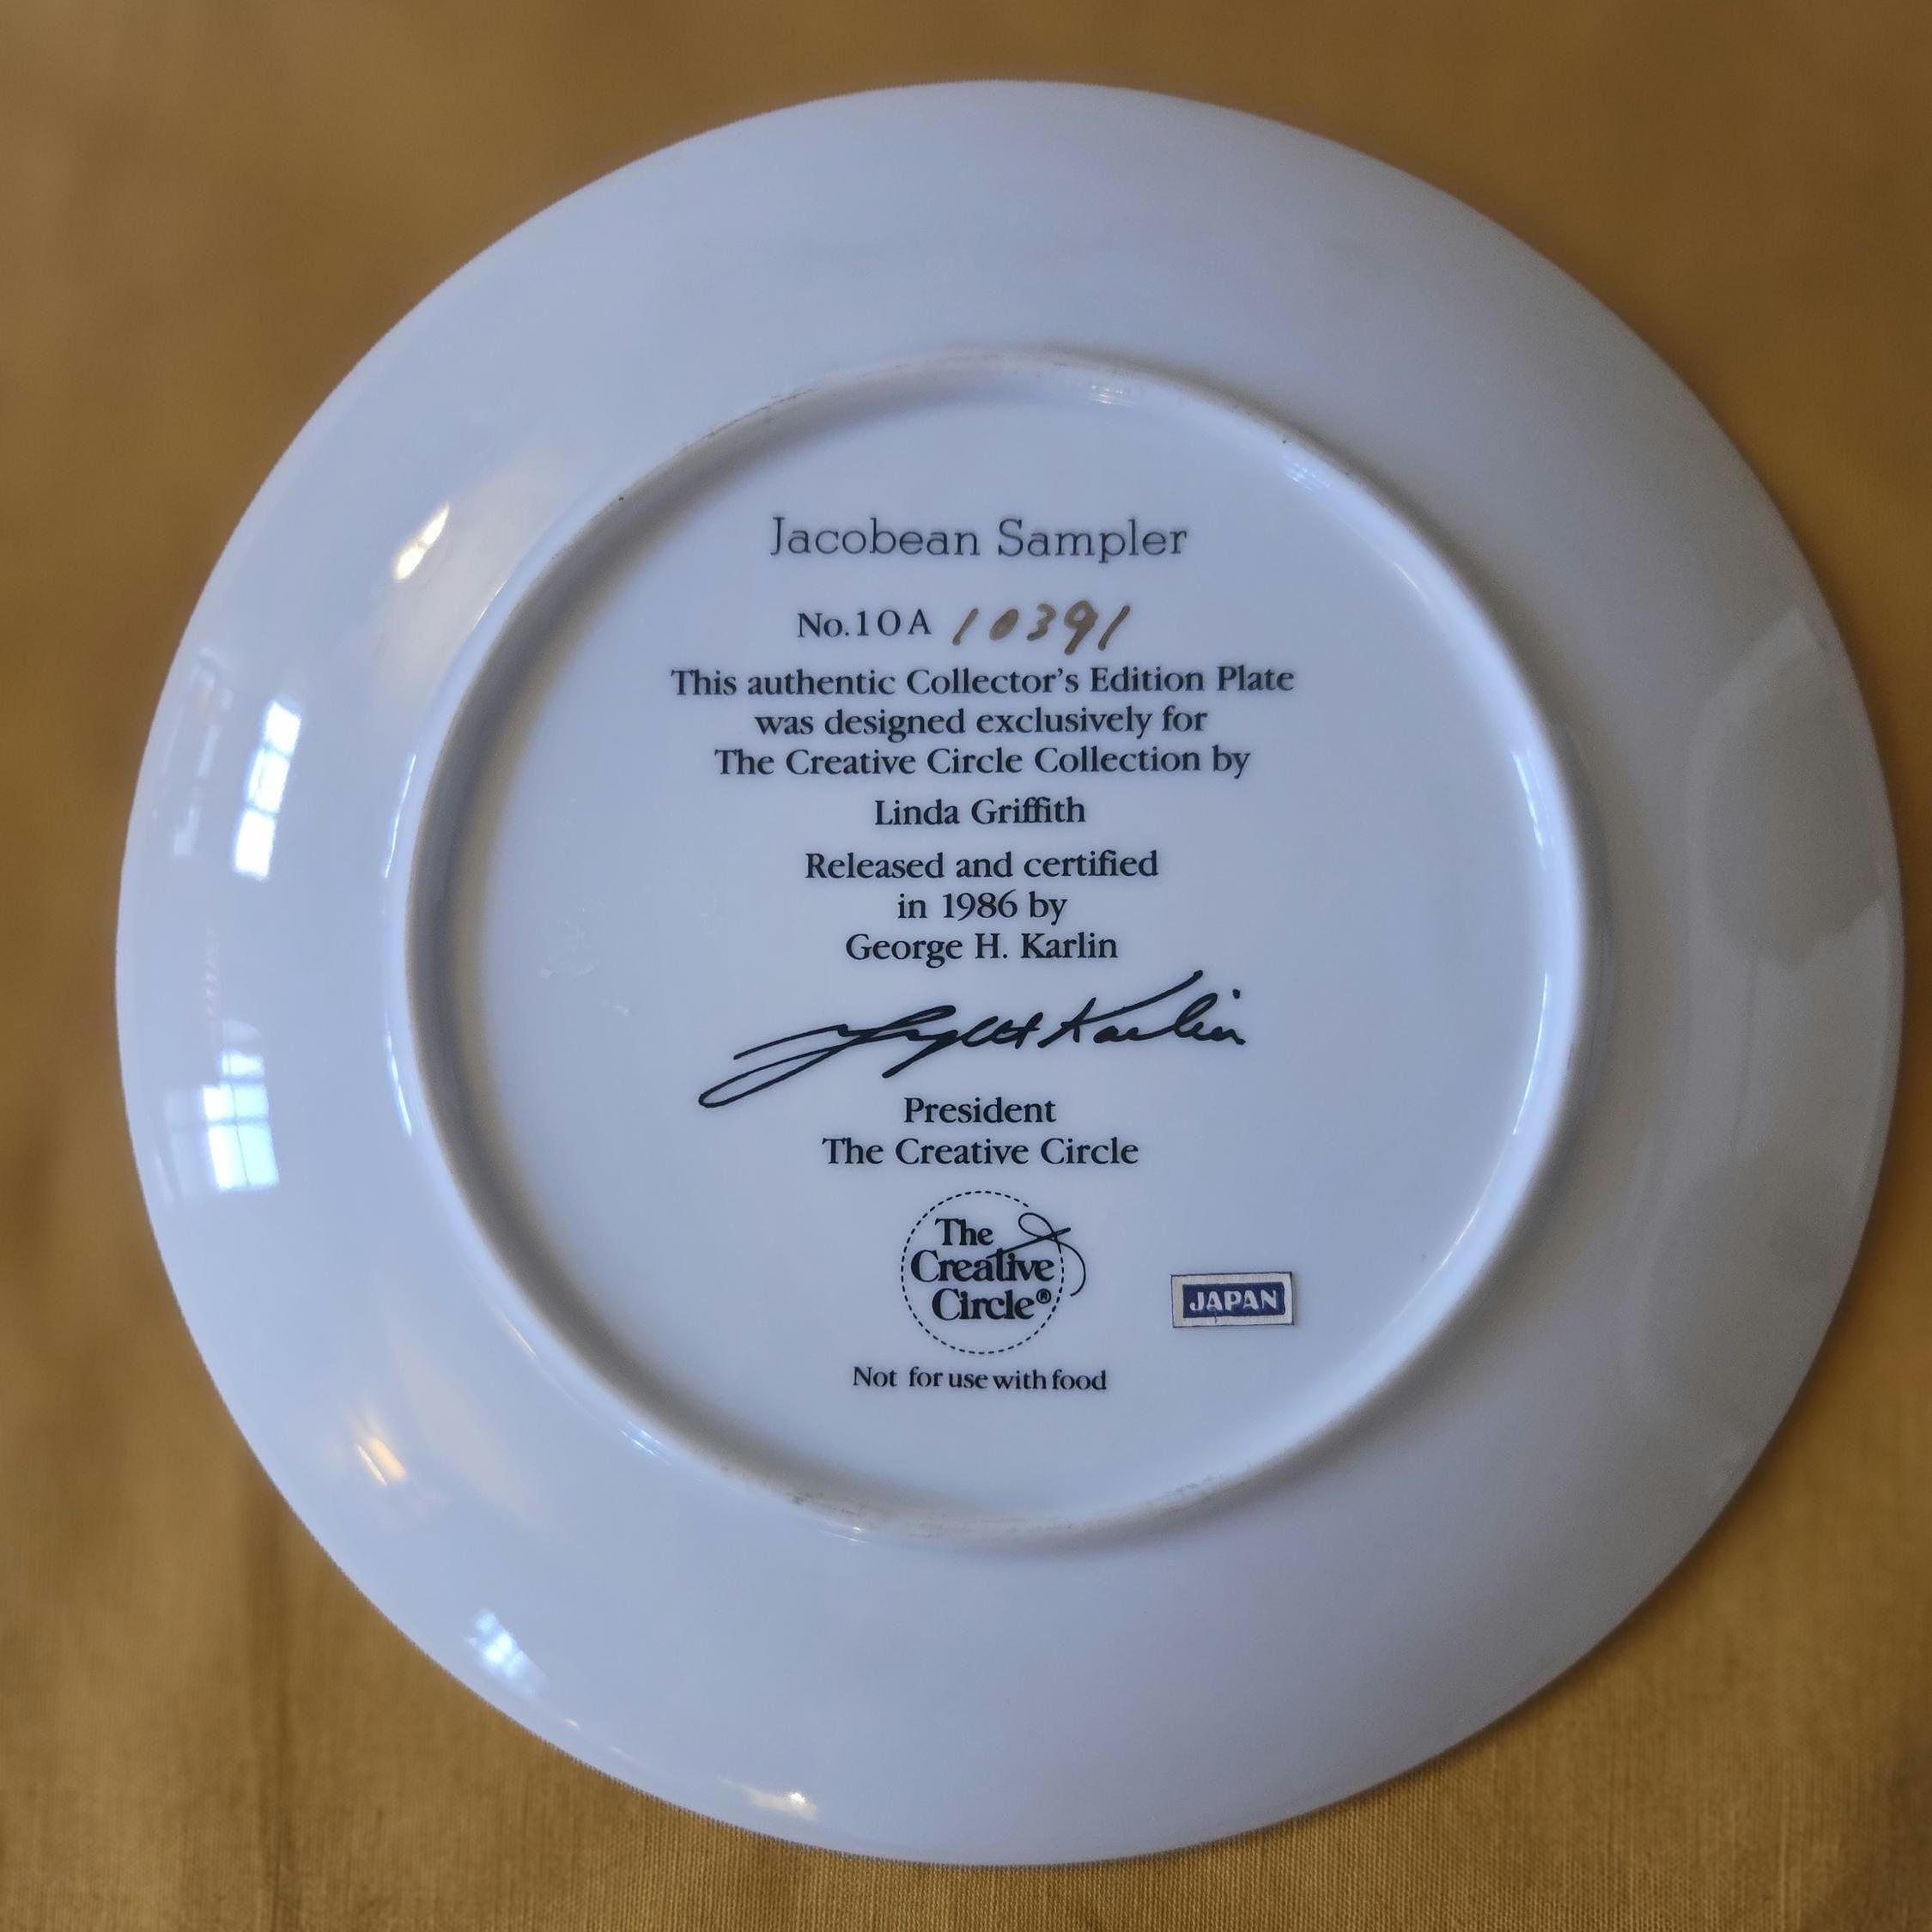 Jacobean Sampler
No.10A 10391
This authentic Collector's Edition Plate
was designed exclusively for
The Creative Circle Collection by
Linda Griffith
Released and certified
in 1986 by
George H. Karlin
George H Karlin
President
The Creative Circle
The
Creative
Circle®
JAPAN
Not for use with food